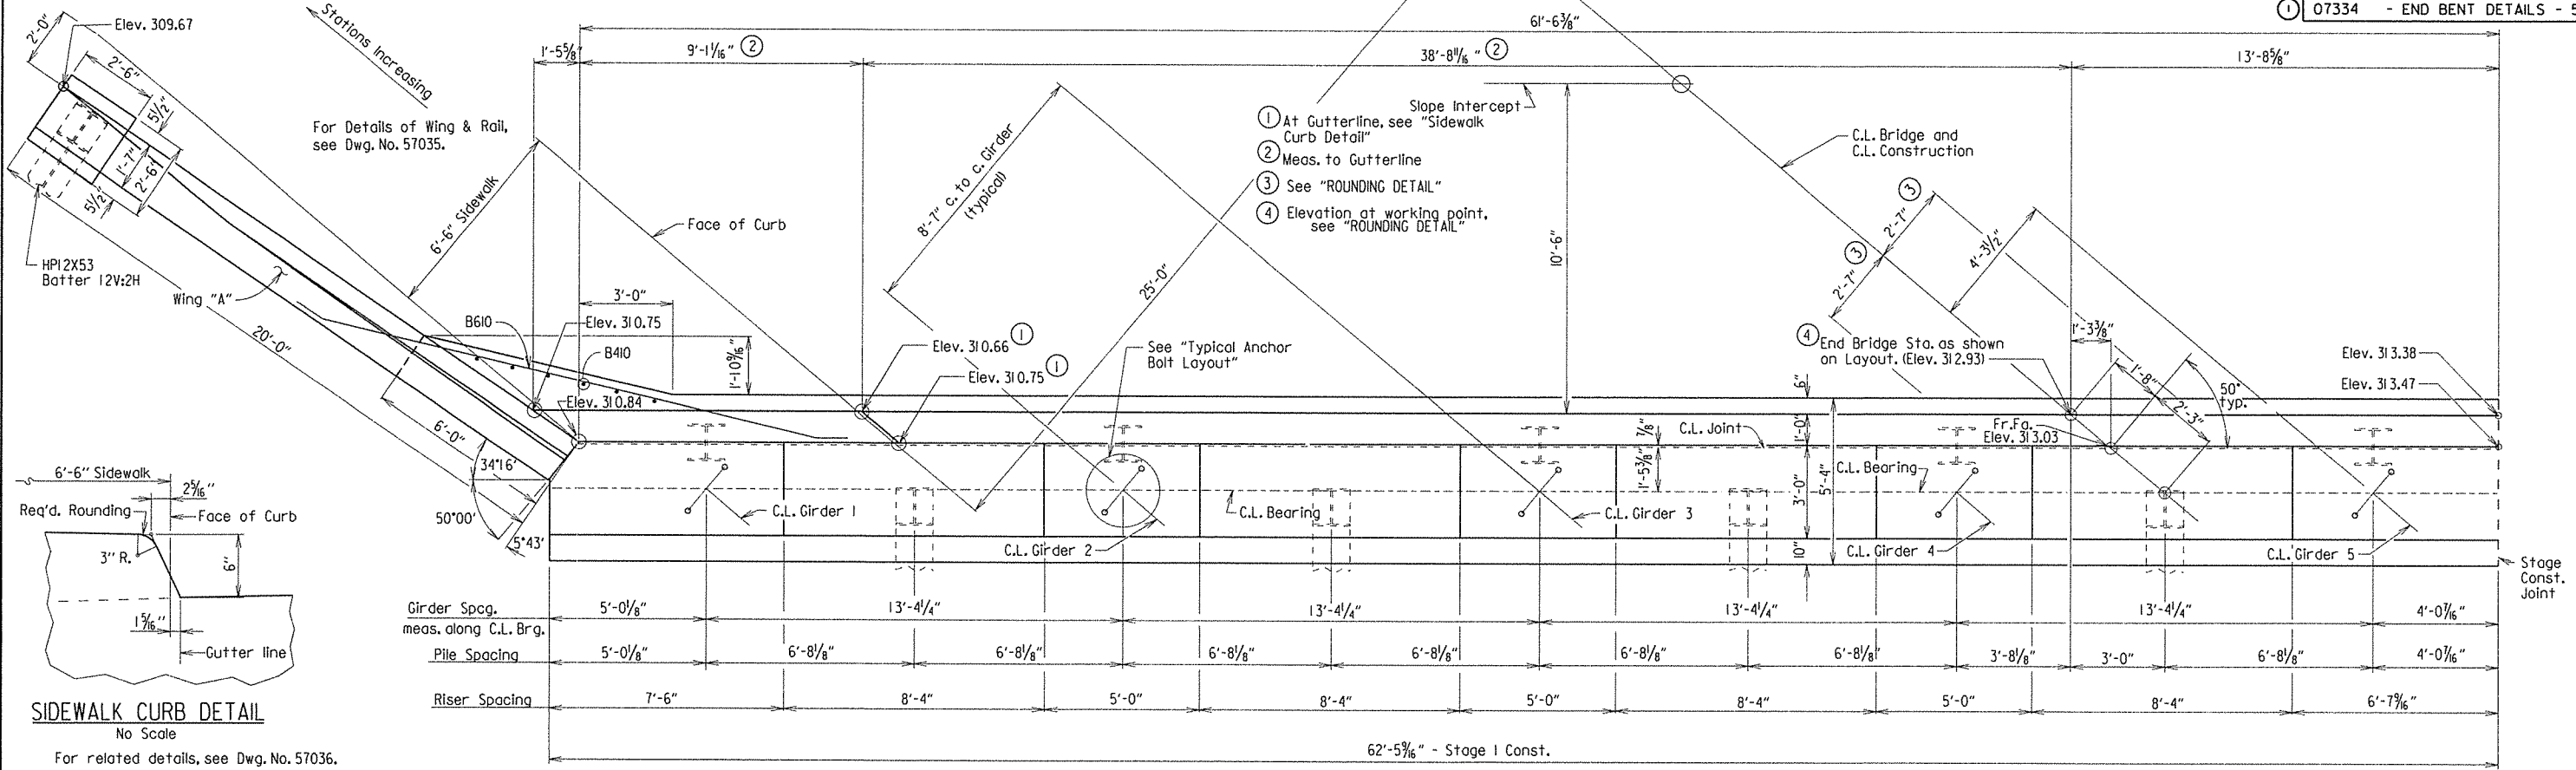 ① 07334 - END BENT DETAILS - 5
61'-6⅜"
1'-5⅝"
9'-1 1/16" ②
38'-8 11/16" ②
13'-8⅝"
2'-0"
Elev. 309.67
Stations Increasing
2'-6"
5½"
1'-7"
2'-6"
5½"
For Details of Wing & Rail,
see Dwg. No. 57035.
HP12X53
Batter 12V:2H
Wing "A"
20'-0"
6'-6" Sidewalk
Face of Curb
8'-7" c. to c. Girder
(typical)
25'-0"
① At Gutterline, see "Sidewalk
Curb Detail"
② Meas. to Gutterline
③ See "ROUNDING DETAIL"
④ Elevation at working point,
see "ROUNDING DETAIL"
Slope Intercept
10'-6"
C.L. Bridge and
C.L. Construction
2'-7" ③
2'-7" ③
4'-3½"
3'-0"
B610
Elev. 310.75
B410
1'-10 9/16"
Elev. 310.84
Elev. 310.66 ①
Elev. 310.75 ①
See "Typical Anchor
Bolt Layout"
④ End Bridge Sta. as shown
on Layout. (Elev. 312.93)
1'-3⅜"
1'-8"
2'-3"
50°
typ.
Elev. 313.38
Elev. 313.47
6"
1'-0"
3'-0"
5'-4"
10"
⅞"
1'-5⅜"
C.L. Joint
Fr.Fa.
Elev. 313.03
C.L. Bearing
C.L. Bearing
6'-0"
34°16'
50°00'
5°43'
C.L. Girder 1
C.L. Girder 2
C.L. Girder 3
C.L. Girder 4
C.L. Girder 5
Stage
Const.
Joint
6'-6" Sidewalk
2 5/16"
Req'd. Rounding
Face of Curb
3" R.
6"
1 5/16"
Gutter line
SIDEWALK CURB DETAIL
No Scale
For related details, see Dwg. No. 57036.
Girder Spcg.
meas. along C.L. Brg.
5'-0⅛" 13'-4¼" 13'-4¼" 13'-4¼" 13'-4¼" 4'-0 7/16"
Pile Spacing 5'-0⅛" 6'-8⅛" 6'-8⅛" 6'-8⅛" 6'-8⅛" 6'-8⅛" 6'-8⅛" 3'-8⅛" 3'-0" 6'-8⅛" 4'-0 7/16"
Riser Spacing 7'-6" 8'-4" 5'-0" 8'-4" 5'-0" 8'-4" 5'-0" 8'-4" 6'-7 9/16"
62'-5 9/16" - Stage 1 Const.